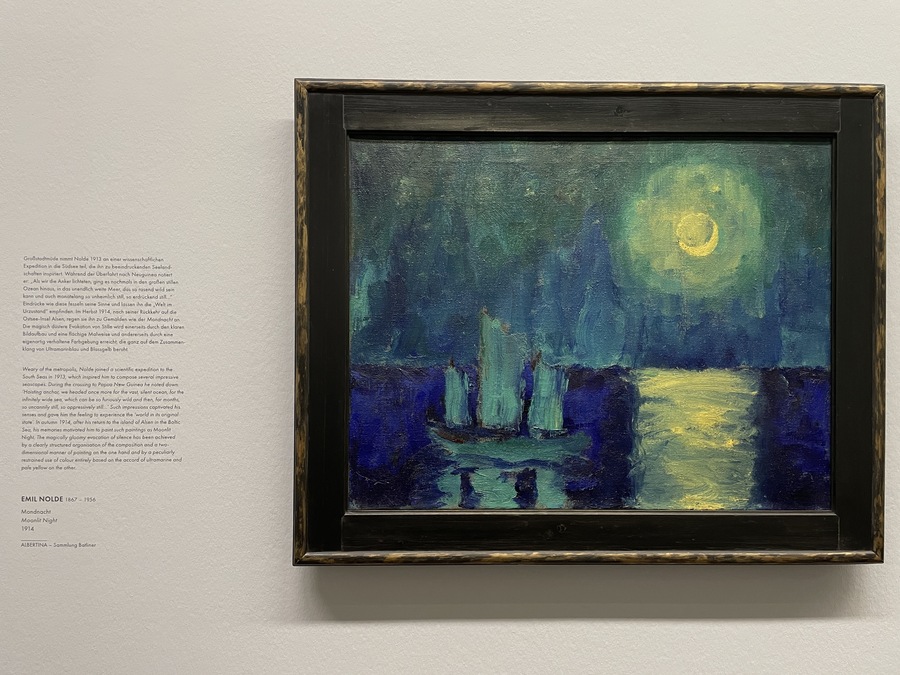 Großstadtmüde nimmt Nolde 1913 an einer wissenschaftlichen
Expedition in die Südsee teil, die ihn zu beeindruckenden Seeland-
schaften inspiriert. Während der Überfahrt nach Neuguinea notiert
er: „Als wir die Anker lichteten, ging es nochmals in den großen stillen
Ozean hinaus, in das unendlich weite Meer, das so rasend wild sein
kann und auch monatelang so unheimlich still, so erdrückend still..."
Eindrücke wie diese fesseln seine Sinne und lassen ihn die „Welt im
Urzustand" empfinden. Im Herbst 1914, nach seiner Rückkehr auf die
Ostsee-Insel Alsen, regen sie ihn zu Gemälden wie der Mondnacht an.
Die magisch düstere Evokation von Stille wird einerseits durch den klaren
Bildaufbau und eine flächige Malweise und andererseits durch eine
eigenartig verhaltene Farbgebung erreicht, die ganz auf dem Zusammen-
klang von Ultramarinblau und Blassgelb beruht.
Weary of the metropolis, Nolde joined a scientific expedition to the
South Seas in 1913, which inspired him to compose several impressive
seascapes. During the crossing to Papua New Guinea he noted down:
'Hoisting anchor, we headed once more for the vast, silent ocean, for the
infinitely wide sea, which can be so furiously wild and then, for months,
so uncannily still, so oppressively still...' Such impressions captivated his
senses and gave him the feeling to experience the 'world in its original
state'. In autumn 1914, after his return to the island of Alsen in the Baltic
Sea, his memories motivated him to paint such paintings as Moonlit
Night. The magically gloomy evocation of silence has been achieved
by a clearly structured organisation of the composition and a two-
dimensional manner of painting on the one hand and by a peculiarly
restrained use of colour entirely based on the accord of ultramarine and
pale yellow on the other.
EMIL NOLDE 1867 – 1956
Mondnacht
Moonlit Night
1914
ALBERTINA – Sammlung Batliner